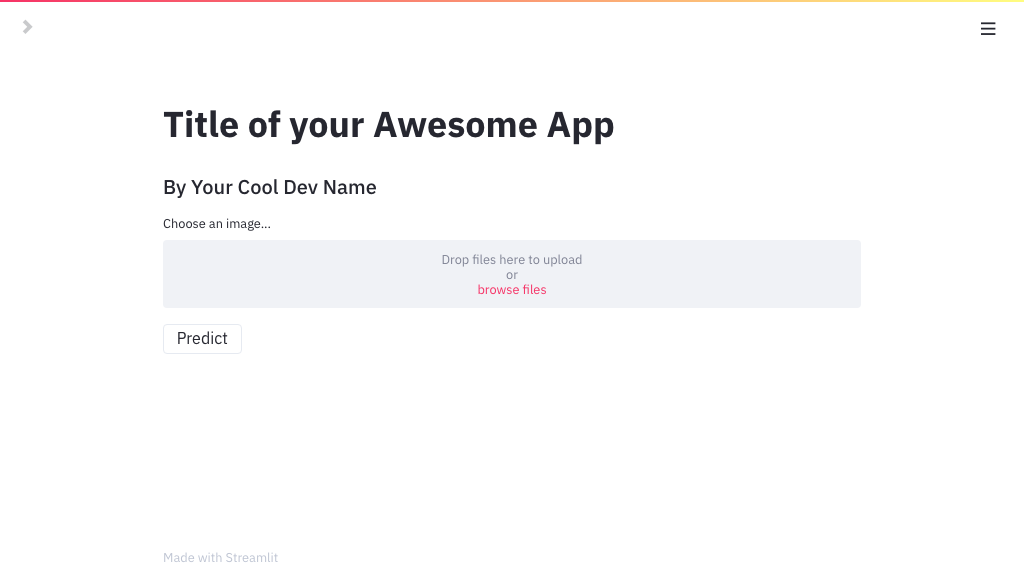 Title of your Awesome App
By Your Cool Dev Name
Choose an image...
Drop files here to upload
or
browse files
Predict
Made with Streamlit